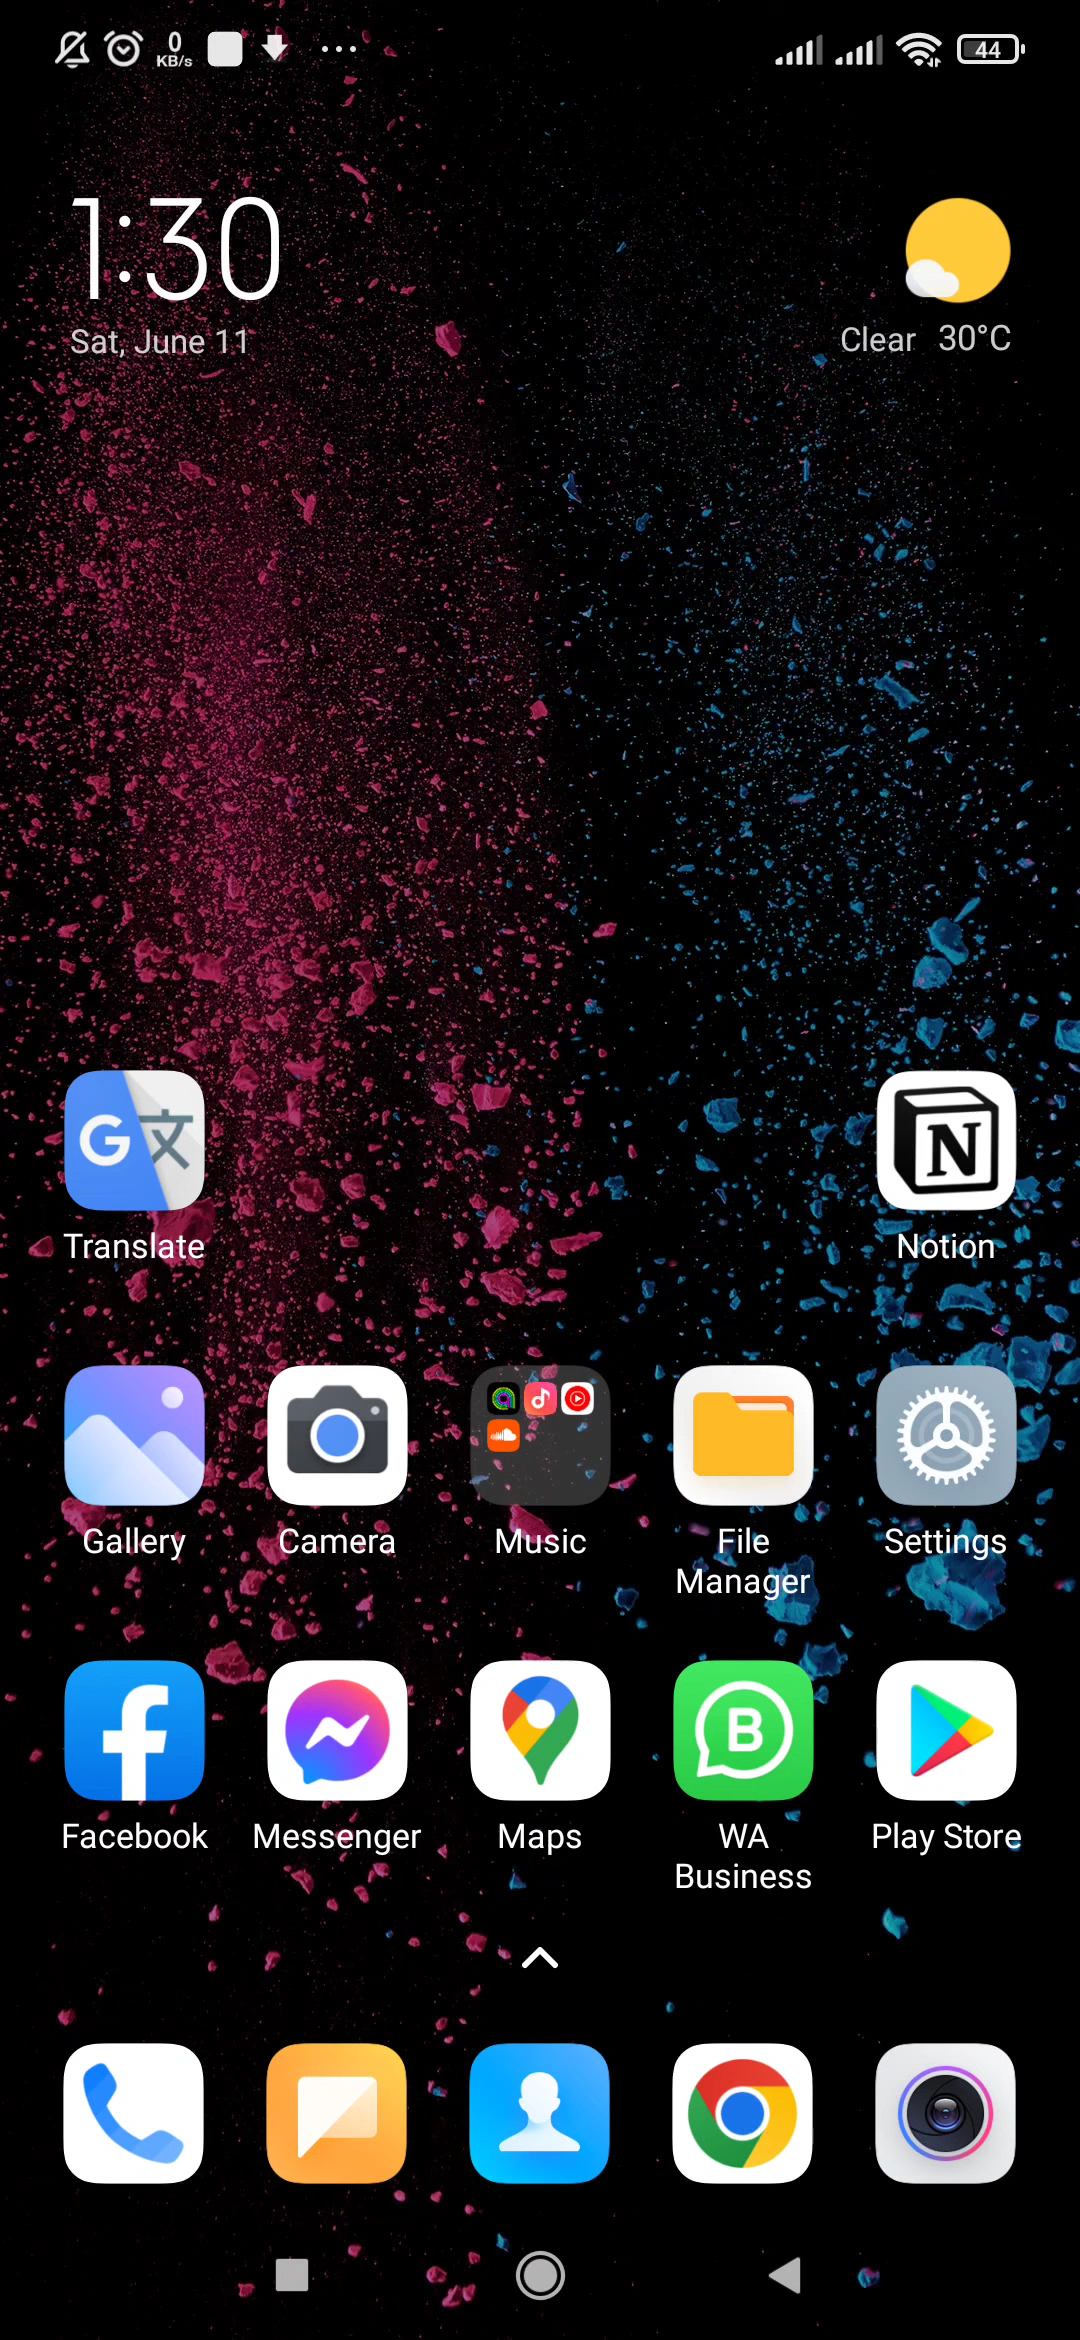 0
KB/s
44
1:30
Sat, June 11
Clear 30°C
G 文
N
Translate
Notion
Gallery
Camera
Music
File
Manager
Settings
f
B
Facebook
Messenger
Maps
WA
Business
Play Store